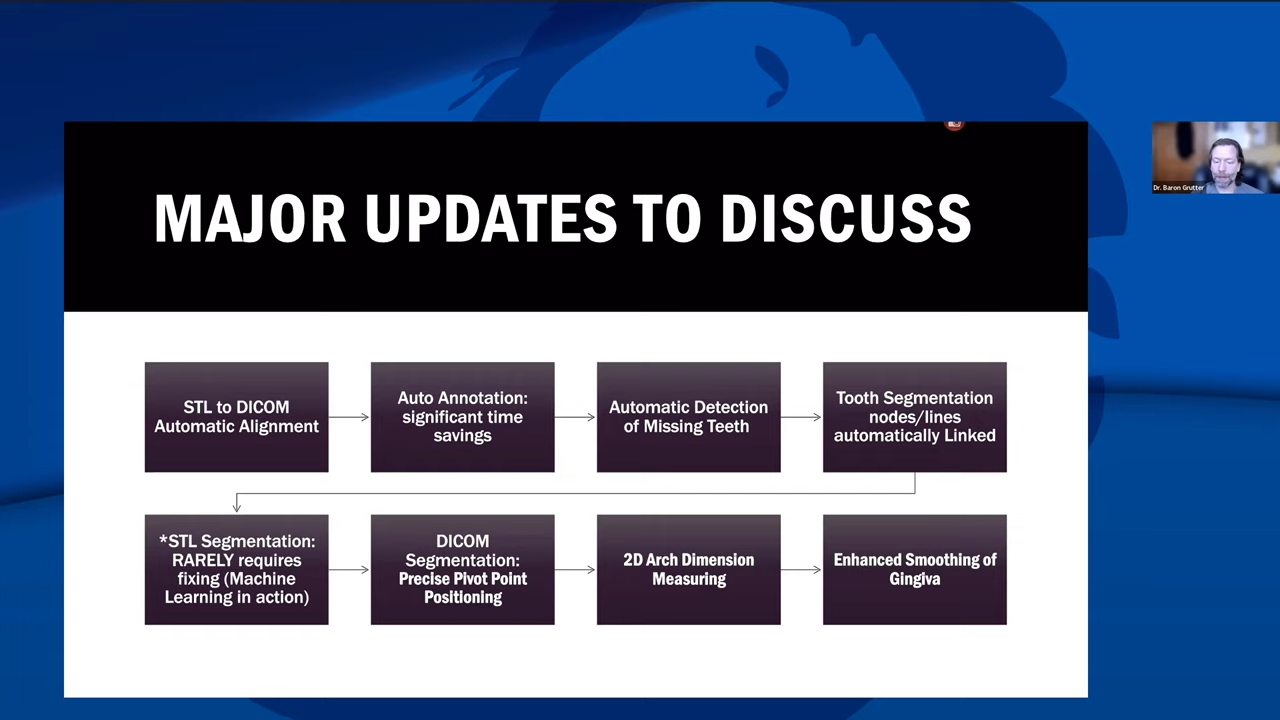 MAJOR UPDATES TO DISCUSS
Dr. Baron Grutter
STL to DICOM
Automatic Alignment
Auto Annotation:
significant time
savings
Automatic Detection
of Missing Teeth
Tooth Segmentation
nodes/lines
automatically Linked
*STL Segmentation:
RARELY requires
fixing (Machine
Learning in action)
DICOM
Segmentation:
Precise Pivot Point
Positioning
2D Arch Dimension
Measuring
Enhanced Smoothing of
Gingiva